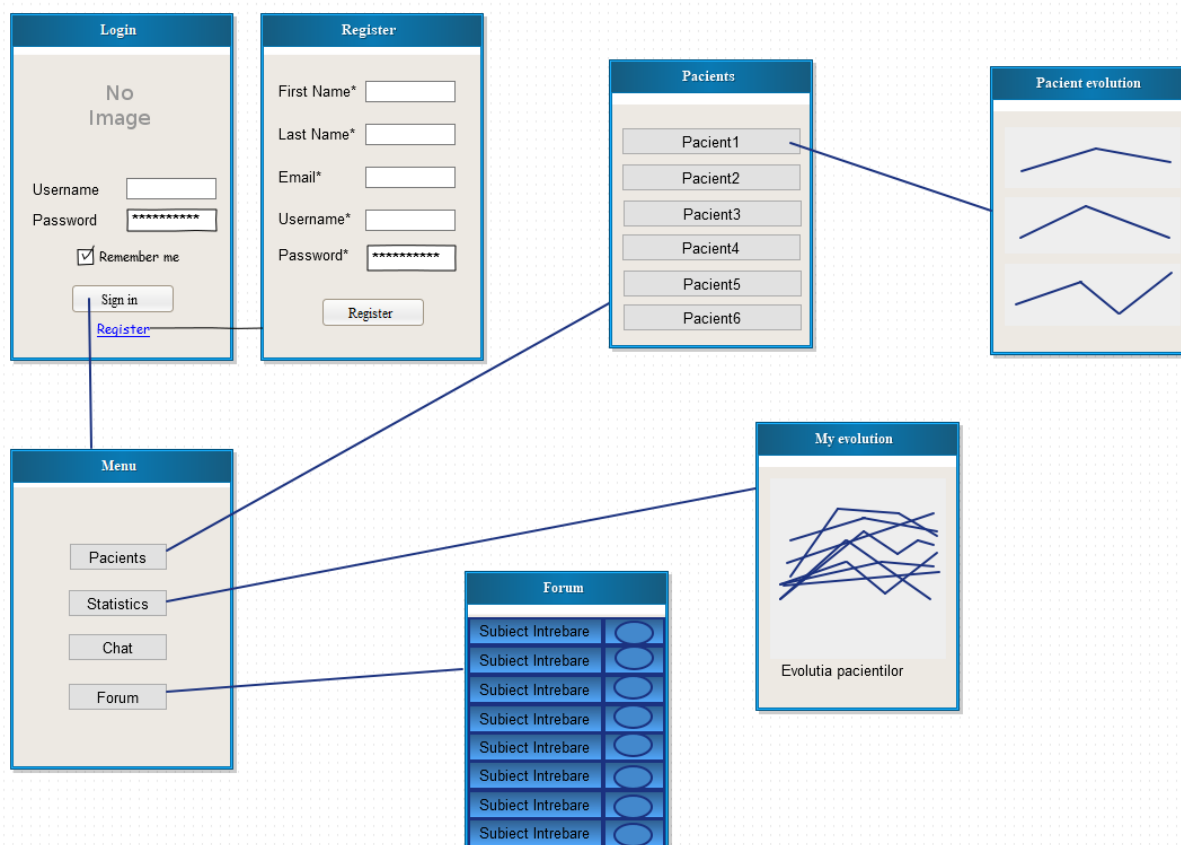 Login
No
Image
Username
Password **********
Remember me
Sign in
Register
Register
First Name*
Last Name*
Email*
Username*
Password* **********
Register
Pacients
Pacient1
Pacient2
Pacient3
Pacient4
Pacient5
Pacient6
Pacient evolution
Menu
Pacients
Statistics
Chat
Forum
Forum
Subiect Intrebare
Subiect Intrebare
Subiect Intrebare
Subiect Intrebare
Subiect Intrebare
Subiect Intrebare
Subiect Intrebare
Subiect Intrebare
My evolution
Evolutia pacientilor